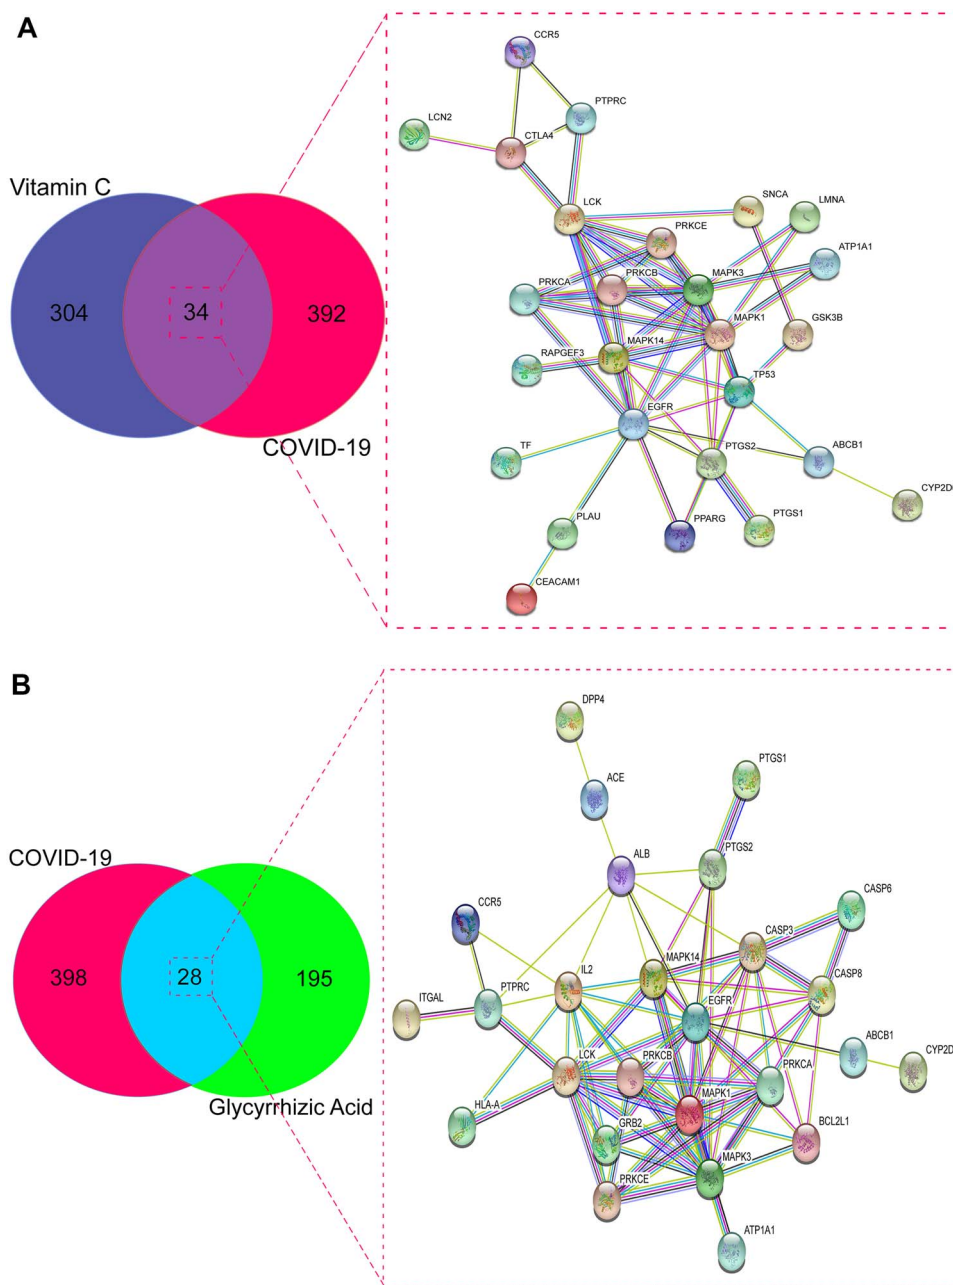 A
CCR5
PTPRC
LCN2
CTLA4
Vitamin C
SNCA
LMNA
LCK
PRKCE
ATP1A1
PRKCB
MAPK3
PRKCA
304
34
392
MAPK1
GSK3B
MAPK14
RAPGEF3
TP53
EGFR
COVID-19
TF
PTGS2
ABCB1
CYP2D
PLAU
PPARG
PTGS1
CEACAM1
B
DPP4
PTGS1
ACE
COVID-19
ALB
PTGS2
CASP6
CCR5
CASP3
398
28
195
IL2
MAPK14
PTPRC
CASP8
ITGAL
EGFR
ABCB1
CYP2D
LCK
PRKCB
PRKCA
MAPK1
Glycyrrhizic Acid
HLA-A
GRB2
BCL2L1
MAPK3
PRKCE
ATP1A1